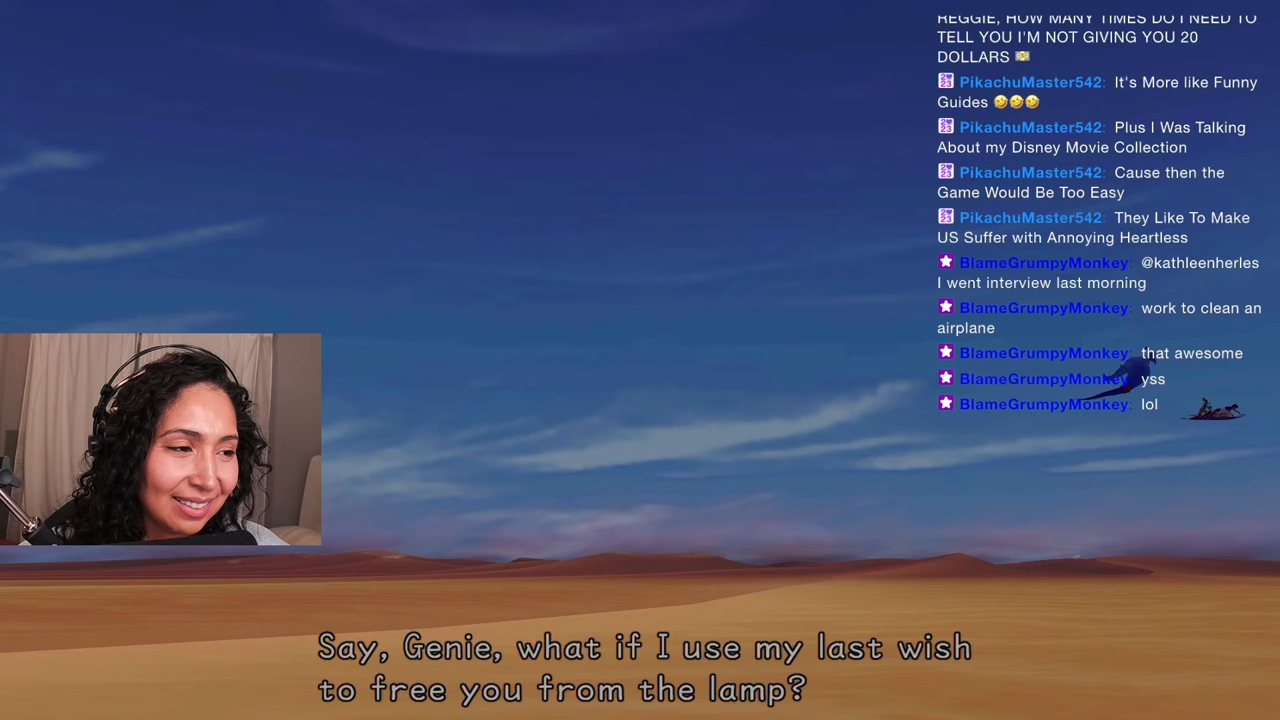 REGGIE, HOW MANY TIMES DO I NEED TO
TELL YOU I'M NOT GIVING YOU 20
DOLLARS 💵
PikachuMaster542: It's More like Funny
Guides 🤣🤣🤣
PikachuMaster542: Plus I Was Talking
About my Disney Movie Collection
PikachuMaster542: Cause then the
Game Would Be Too Easy
PikachuMaster542: They Like To Make
US Suffer with Annoying Heartless
BlameGrumpyMonkey: @kathleenherles
I went interview last morning
BlameGrumpyMonkey: work to clean an
airplane
BlameGrumpyMonkey: that awesome
BlameGrumpyMonkey: yss
BlameGrumpyMonkey: lol
Say, Genie, what if I use my last wish
to free you from the lamp?